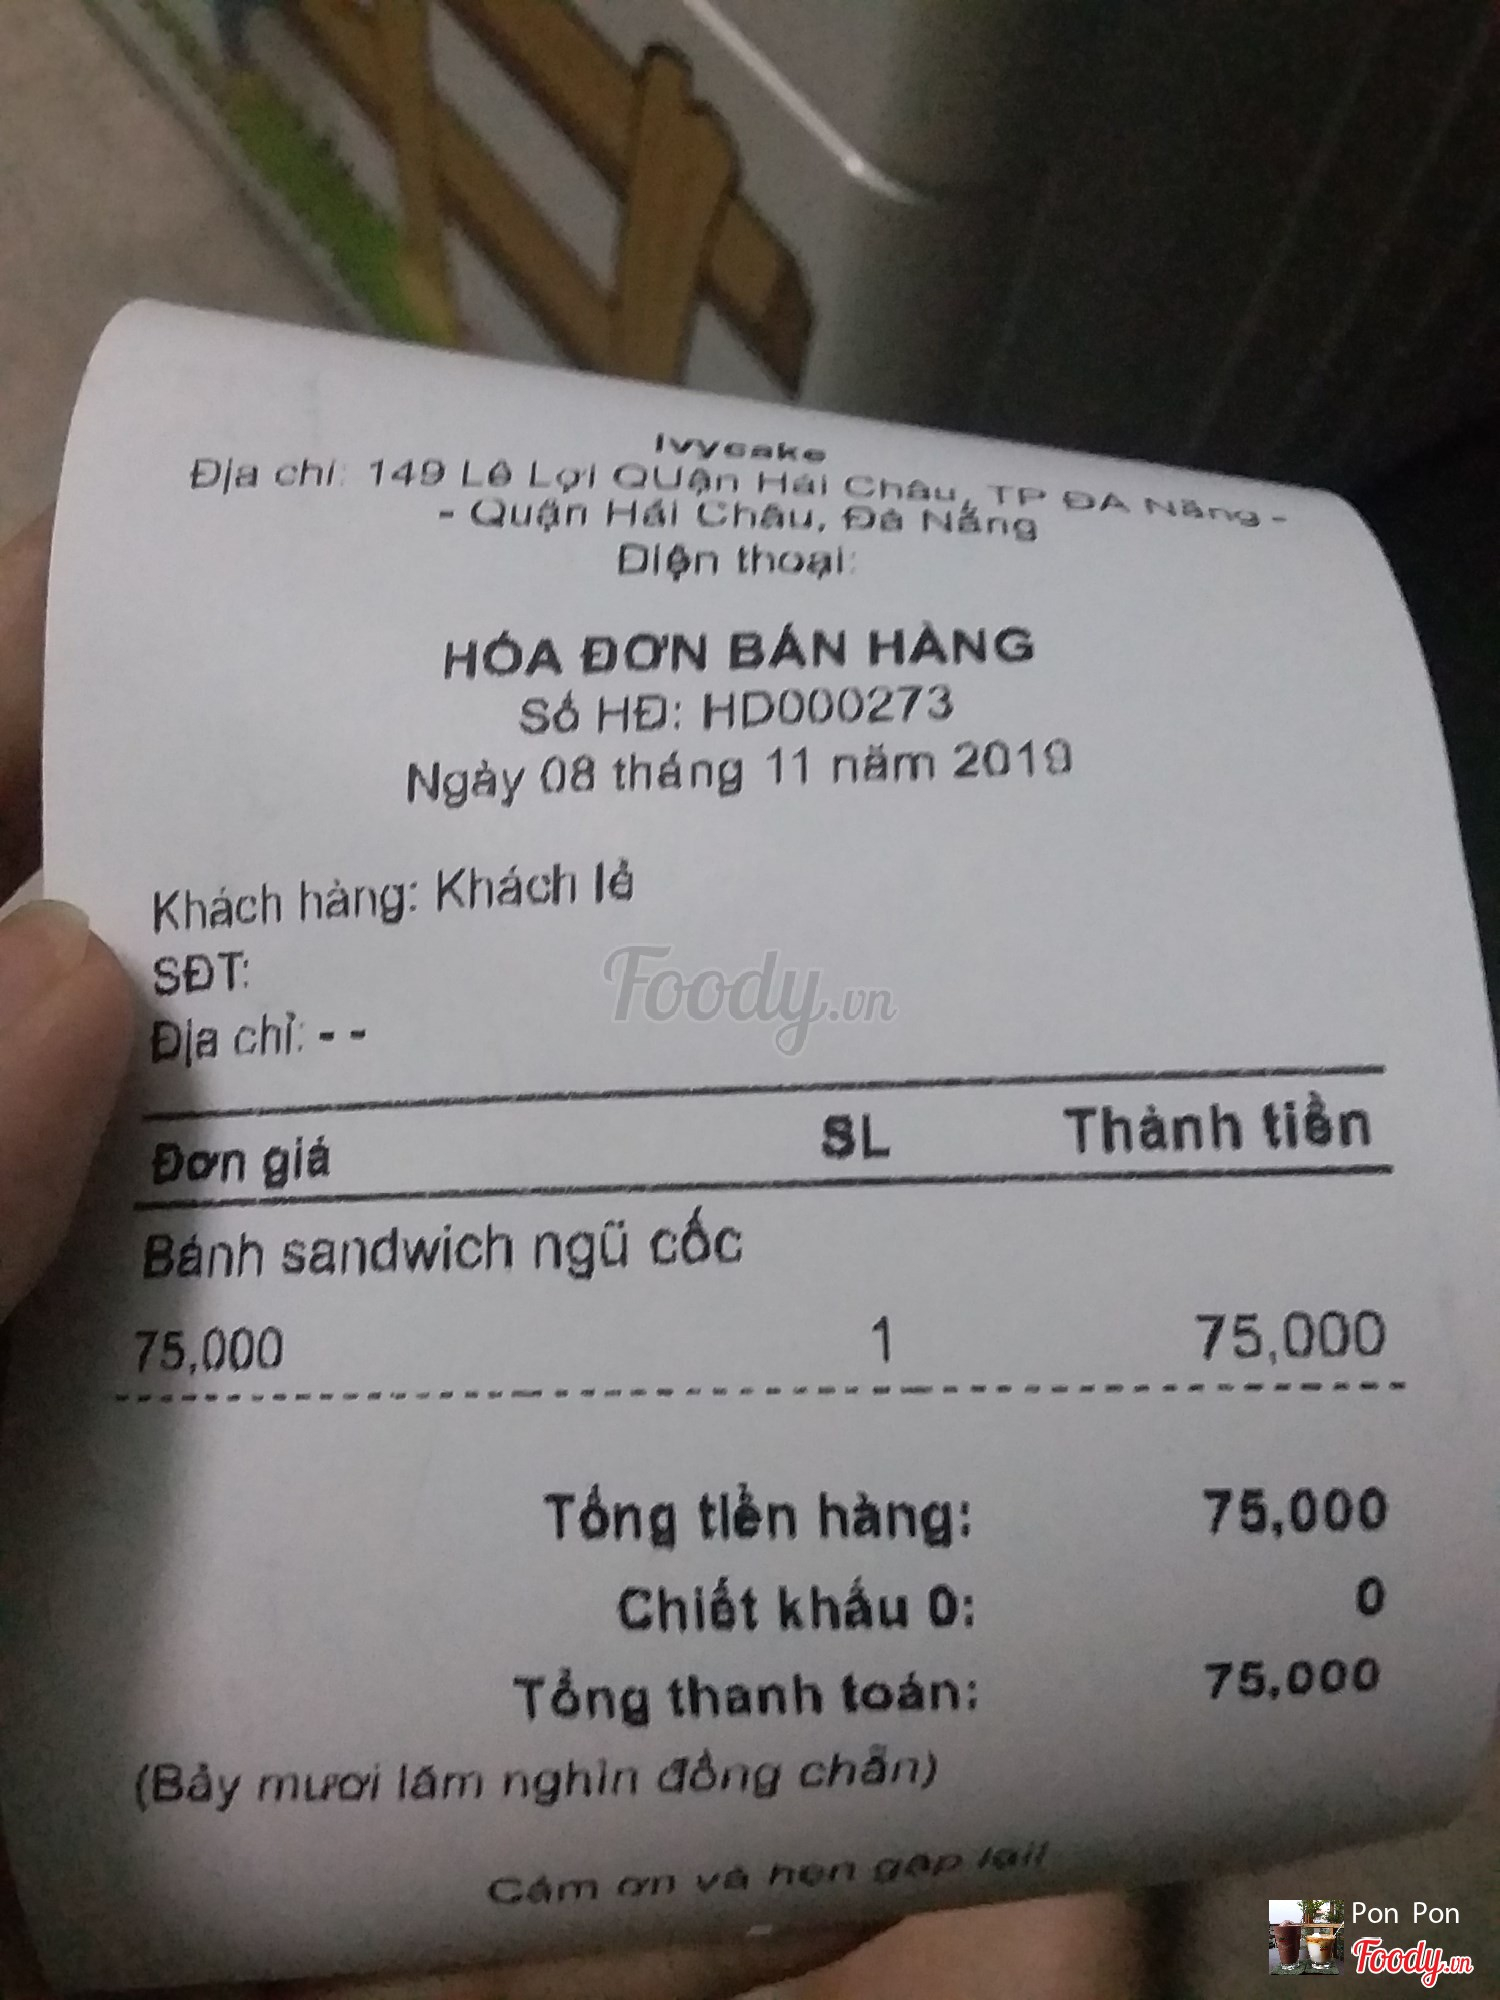 Ivycake
Địa chỉ: 149 Lê Lợi QUận Hải Châu, TP ĐÀ Nẵng -
- Quận Hải Châu, Đà Nẵng
Điện thoại:
HÓA ĐƠN BÁN HÀNG
Số HĐ: HD000273
Ngày 08 tháng 11 năm 2019
Khách hàng: Khách lẻ
SĐT:
Địa chỉ: - -
Foody.vn
Đơn giá SL Thành tiền
Bánh sandwich ngũ cốc
75,000 1 75,000
Tổng tiền hàng: 75,000
Chiết khấu 0: 0
Tổng thanh toán: 75,000
(Bảy mươi lăm nghìn đồng chẵn)
Cảm ơn và hẹn gặp lại!
Pon Pon
Foody.vn